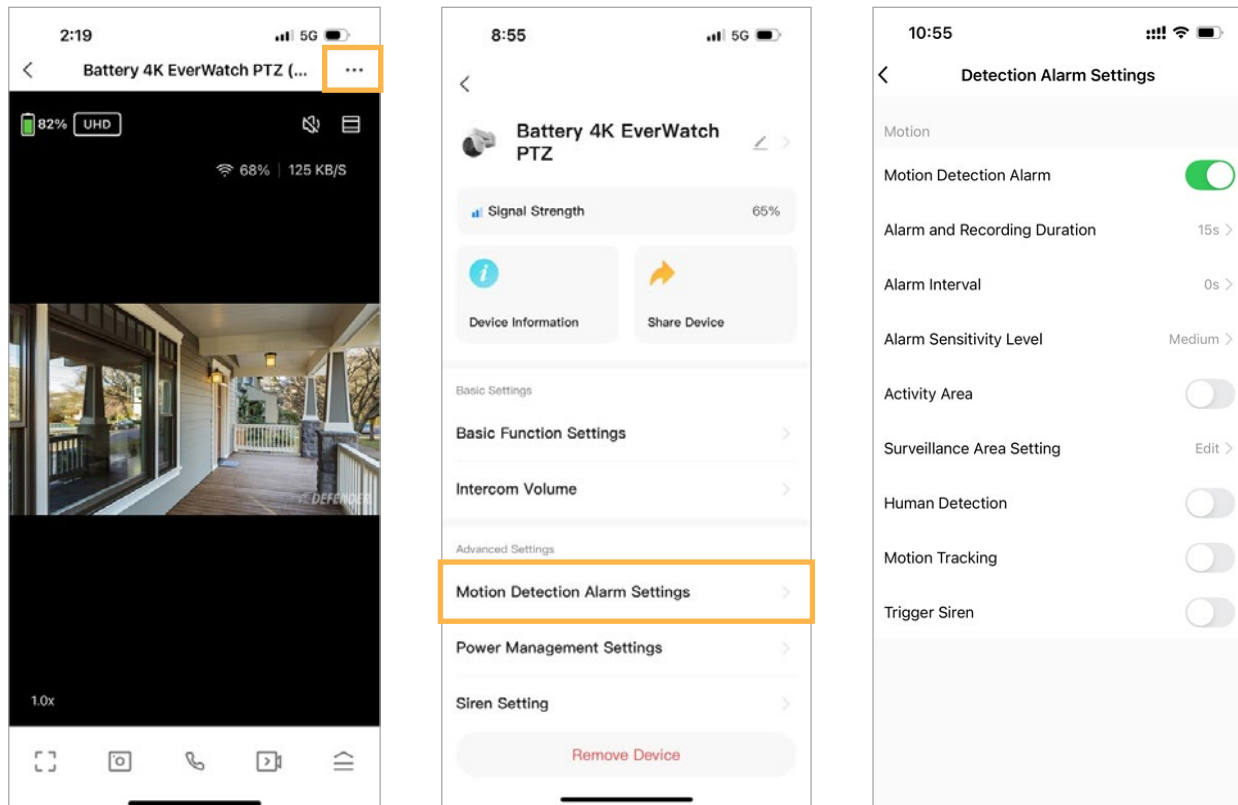 2:19
5G
Battery 4K EverWatch PTZ (...
82% UHD
68% | 125 KB/S
DEFENDER
1.0x
8:55
5G
Battery 4K EverWatch
PTZ
Signal Strength 65%
Device Information Share Device
Basic Settings
Basic Function Settings
Intercom Volume
Advanced Settings
Motion Detection Alarm Settings
Power Management Settings
Siren Setting
Remove Device
10:55
Detection Alarm Settings
Motion
Motion Detection Alarm
Alarm and Recording Duration 15s
Alarm Interval 0s
Alarm Sensitivity Level Medium
Activity Area
Surveillance Area Setting Edit
Human Detection
Motion Tracking
Trigger Siren